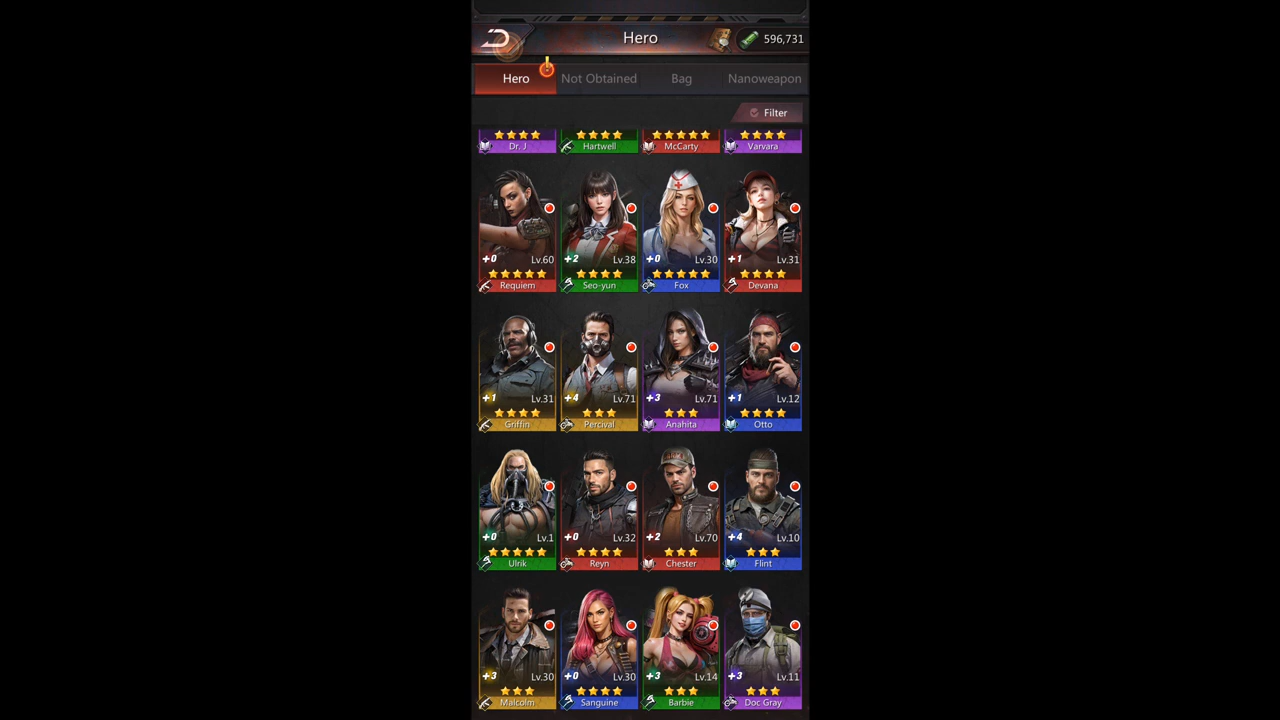 Hero
596,731
Hero
Not Obtained
Bag
Nanoweapon
Filter
Dr. J
Hartwell
McCarty
Varvara
+0 Lv.60
+2 Lv.38
+0 Lv.30
+1 Lv.31
Requiem
Seo-yun
Fox
Devana
+1 Lv.31
+4 Lv.71
+3 Lv.71
+1 Lv.12
Griffin
Percival
Anahita
Otto
+0 Lv.1
+0 Lv.32
+2 Lv.70
+4 Lv.10
Ulrik
Reyn
Chester
Flint
+3 Lv.30
+0 Lv.30
+3 Lv.14
+3 Lv.11
Malcolm
Sanguine
Barbie
Doc Gray